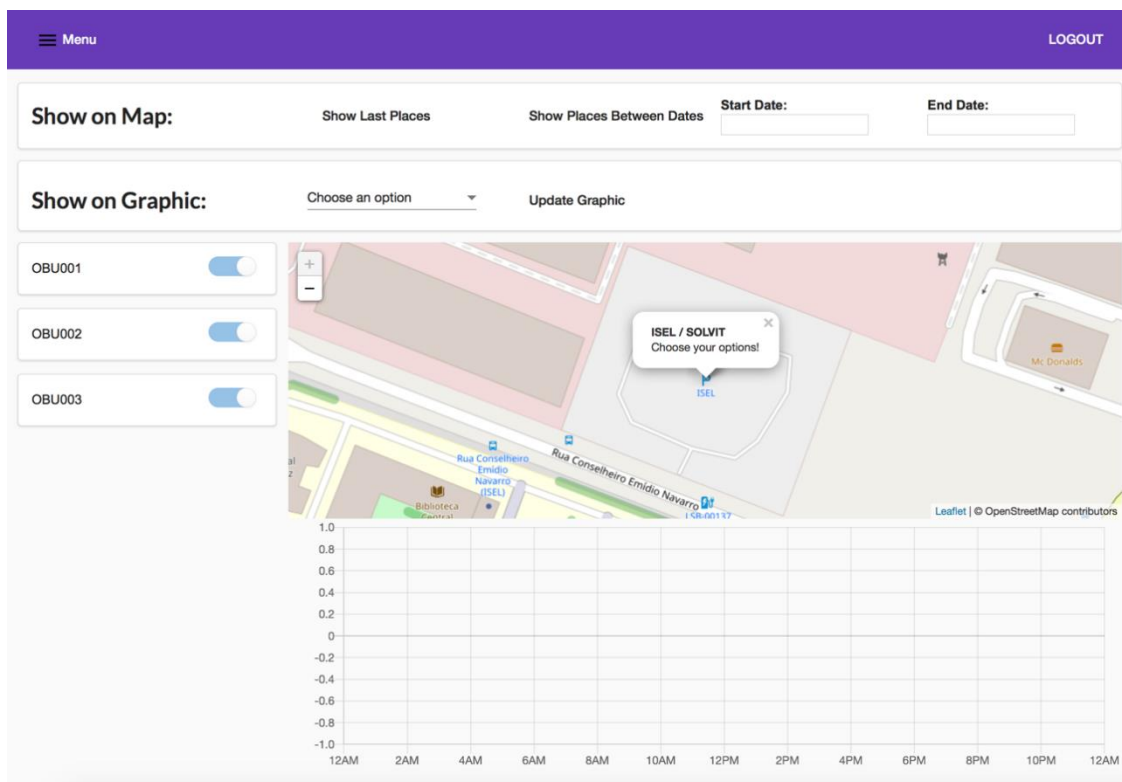 Menu
LOGOUT
Show on Map:
Show Last Places
Show Places Between Dates
Start Date:
End Date:
Show on Graphic:
Choose an option
Update Graphic
OBU001
OBU002
OBU003
+
−
ISEL / SOLVIT
×
Choose your options!
ISEL
Mc Donalds
Rua Conselheiro
Emídio
Navarro
(ISEL)
Rua Conselheiro Emídio Navarro
Biblioteca
Central
LSB-00137
Leaflet | © OpenStreetMap contributors
1.0
0.8
0.6
0.4
0.2
0
-0.2
-0.4
-0.6
-0.8
-1.0
12AM 2AM 4AM 6AM 8AM 10AM 12PM 2PM 4PM 6PM 8PM 10PM 12AM